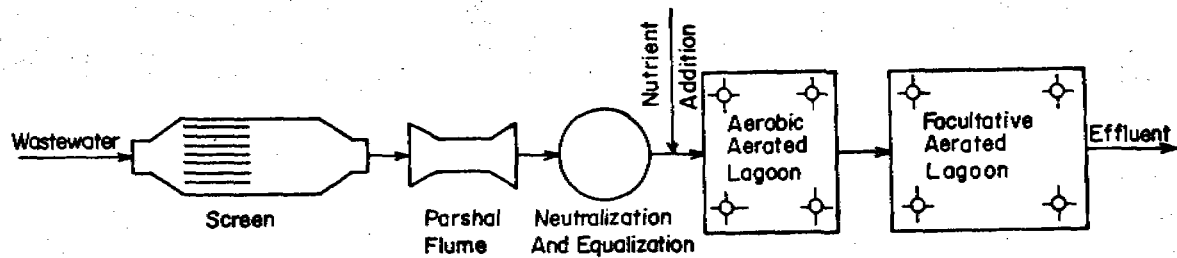 Wastewater
Screen
Parshal
Flume
Neutralization
And Equalization
Nutrient
Addition
Aerobic
Aerated
Lagoon
Facultative
Aerated
Lagoon
Effluent